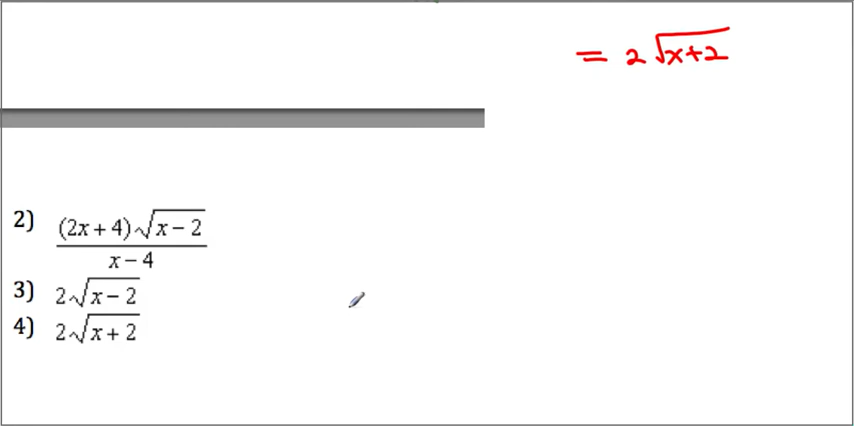 = 2√(x+2)
2) ((2x + 4)√(x − 2))/(x − 4)
3) 2√(x − 2)
4) 2√(x + 2)